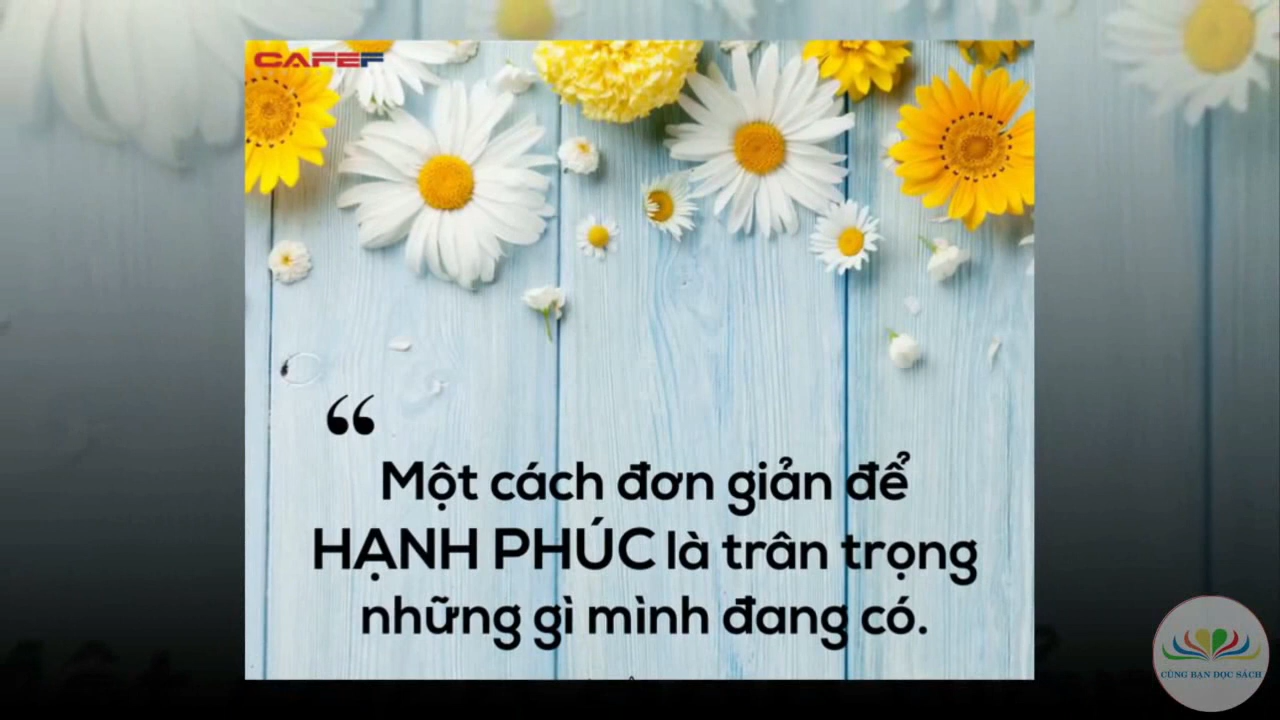 CAFEF
“
Một cách đơn giản để
HẠNH PHÚC là trân trọng
những gì mình đang có.
CÙNG BẠN ĐỌC SÁCH